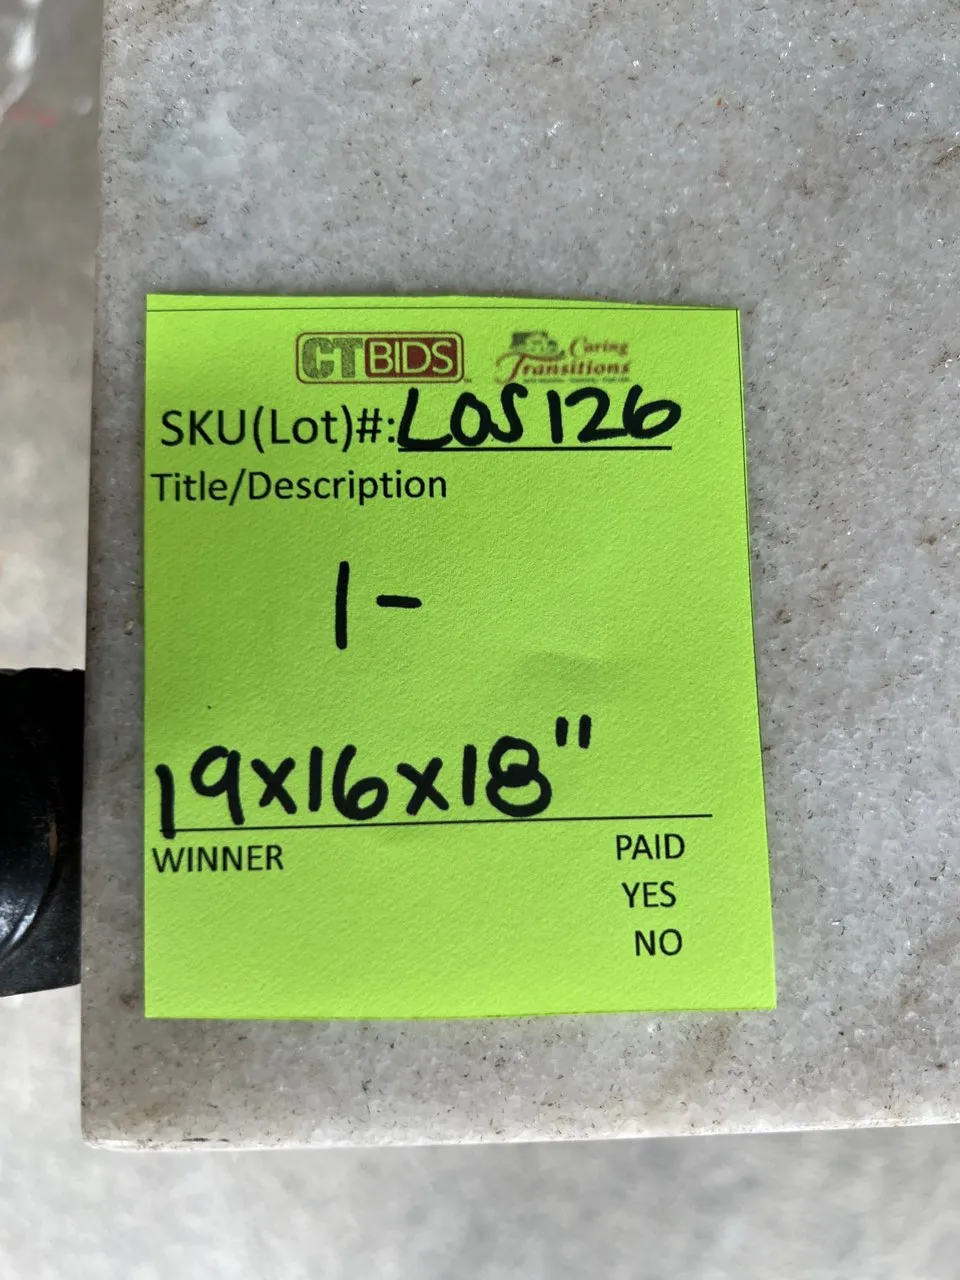 CTBIDS
Caring
Transitions
SKU(Lot)#:LOS126
Title/Description
1-
19x16x18"
WINNER
PAID
YES
NO